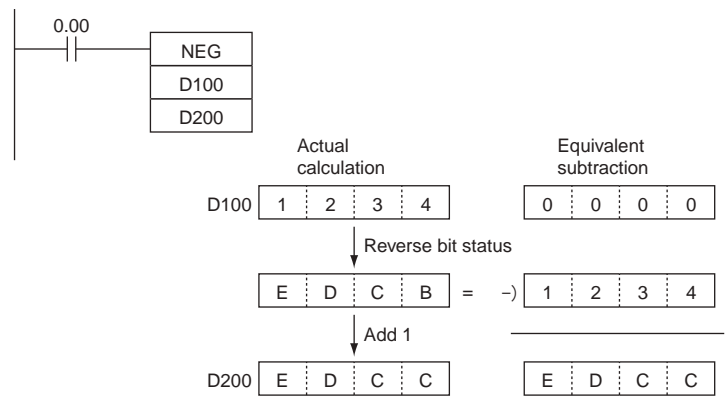 0.00
NEG
D100
D200
Actual calculation
Equivalent subtraction
D100 1 2 3 4
0 0 0 0
Reverse bit status
E D C B = -) 1 2 3 4
Add 1
D200 E D C C
E D C C